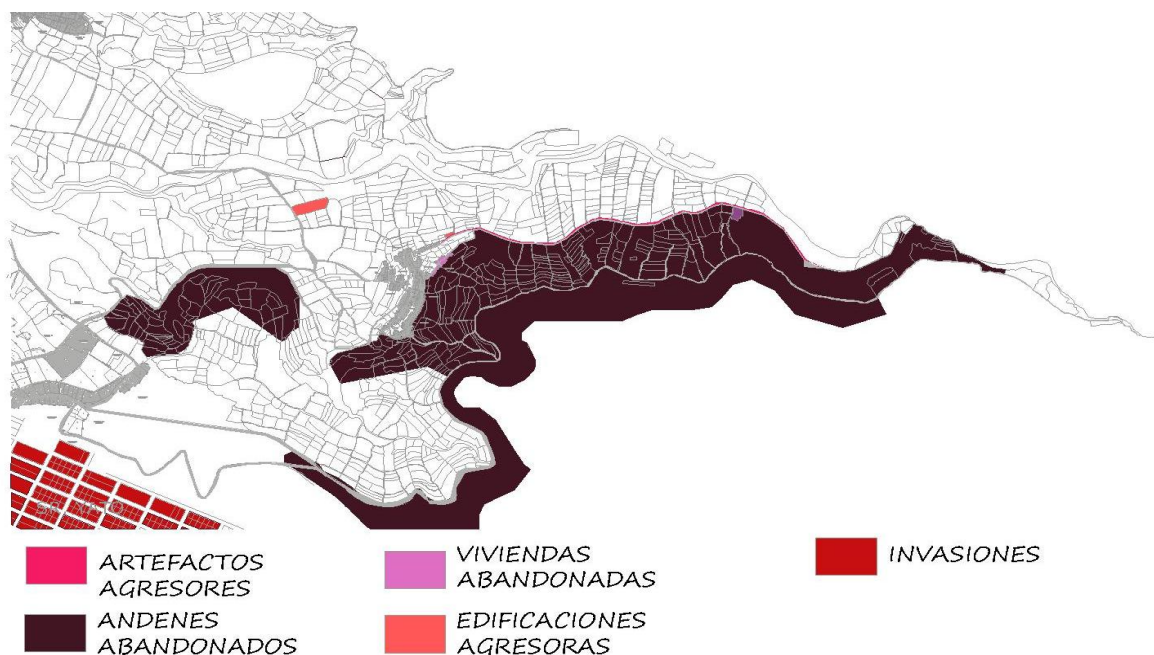 ARTEFACTOS
AGRESORES
VIVIENDAS
ABANDONADAS
INVASIONES
ANDENES
ABANDONADOS
EDIFICACIONES
AGRESORAS